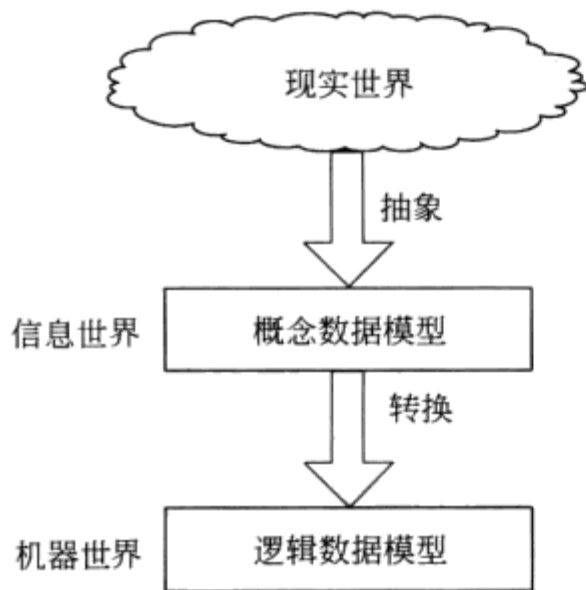 现实世界
抽象
信息世界
概念数据模型
转换
机器世界
逻辑数据模型